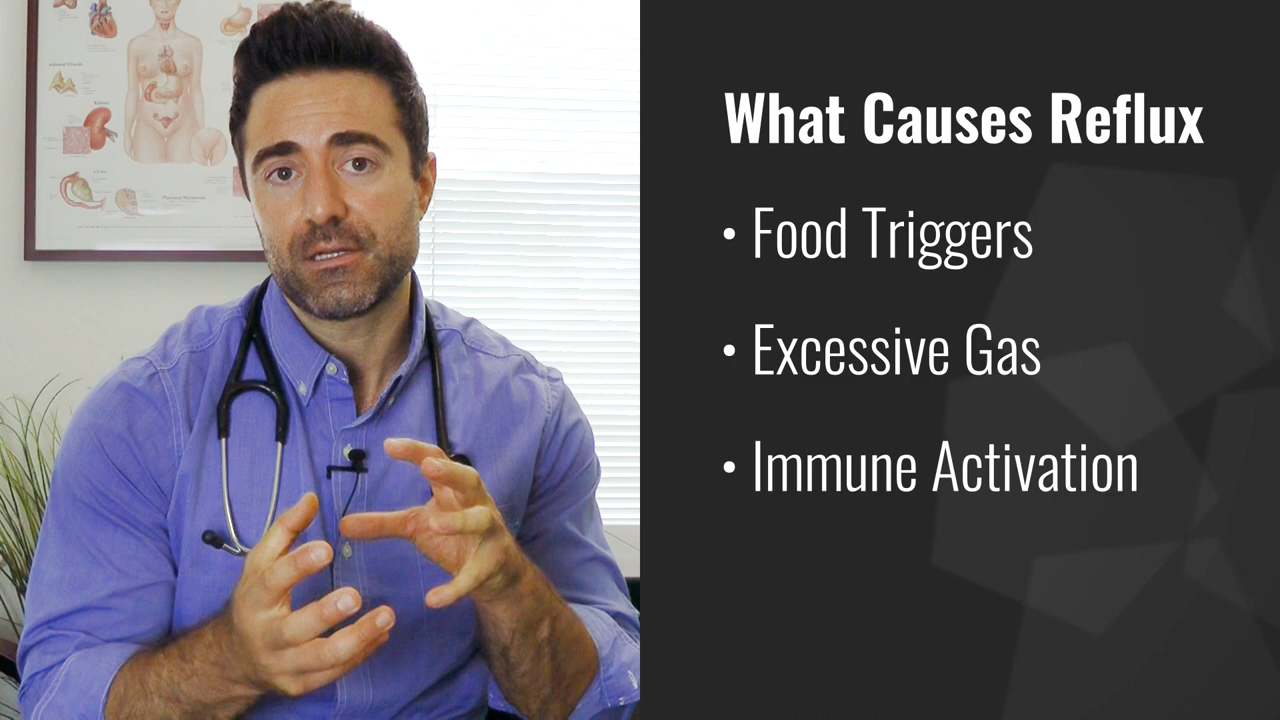 What Causes Reflux
• Food Triggers
• Excessive Gas
• Immune Activation